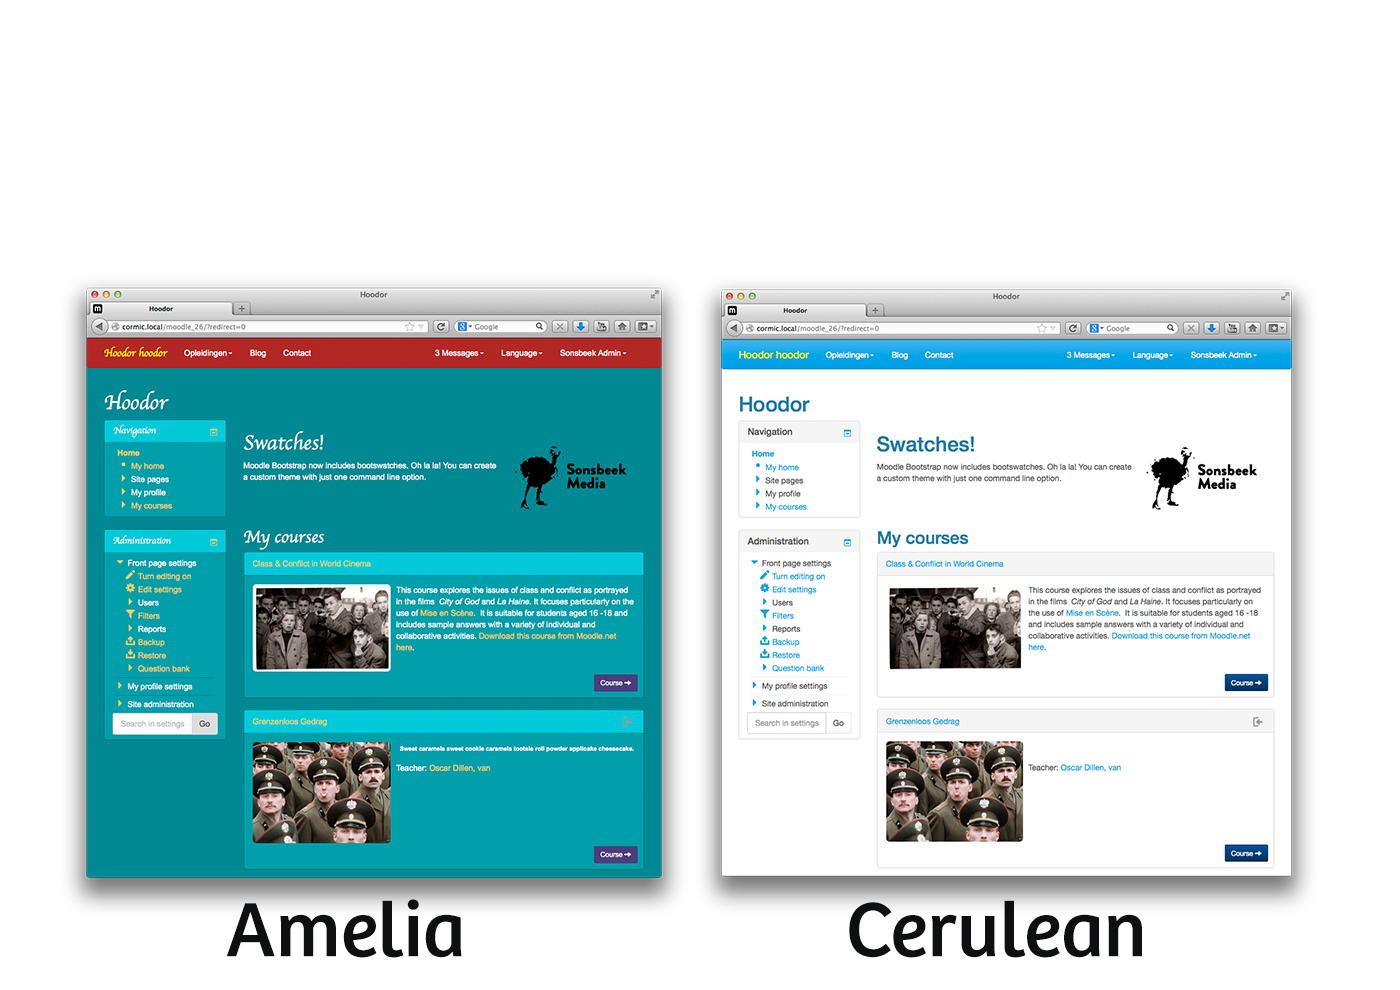 Hoodor
Hoodor
cormic.local/moodle_26/?redirect=0
Google
Hoodor hoodor
Opleidingen
Blog
Contact
3 Messages
Language
Sonsbeek Admin
Hoodor
Navigation
Home
My home
Site pages
My profile
My courses
Administration
Front page settings
Turn editing on
Edit settings
Users
Filters
Reports
Backup
Restore
Question bank
My profile settings
Site administration
Search in settings
Go
Swatches!
Moodle Bootstrap now includes bootswatches. Oh la la! You can create
a custom theme with just one command line option.
Sonsbeek
Media
My courses
Class & Conflict in World Cinema
This course explores the issues of class and conflict as portrayed
in the films City of God and La Haine. It focuses particularly on the
use of Mise en Scène. It is suitable for students aged 16 -18 and
includes sample answers with a variety of individual and
collaborative activities. Download this course from Moodle.net
here.
Course
Grenzenloos Gedrag
Sweet caramels sweet cookie caramels tootsie roll powder applicake cheesecake.
Teacher: Oscar Dillen, van
Course
Amelia
Hoodor
Hoodor
cormic.local/moodle_26/?redirect=0
Google
Hoodor hoodor
Opleidingen
Blog
Contact
3 Messages
Language
Sonsbeek Admin
Hoodor
Navigation
Home
My home
Site pages
My profile
My courses
Administration
Front page settings
Turn editing on
Edit settings
Users
Filters
Reports
Backup
Restore
Question bank
My profile settings
Site administration
Search in settings
Go
Swatches!
Moodle Bootstrap now includes bootswatches. Oh la la! You can create
a custom theme with just one command line option.
Sonsbeek
Media
My courses
Class & Conflict in World Cinema
This course explores the issues of class and conflict as portrayed
in the films City of God and La Haine. It focuses particularly on
the use of Mise en Scène. It is suitable for students aged 16 -18
and includes sample answers with a variety of individual and
collaborative activities. Download this course from Moodle.net
here.
Course
Grenzenloos Gedrag
Teacher: Oscar Dillen, van
Course
Cerulean